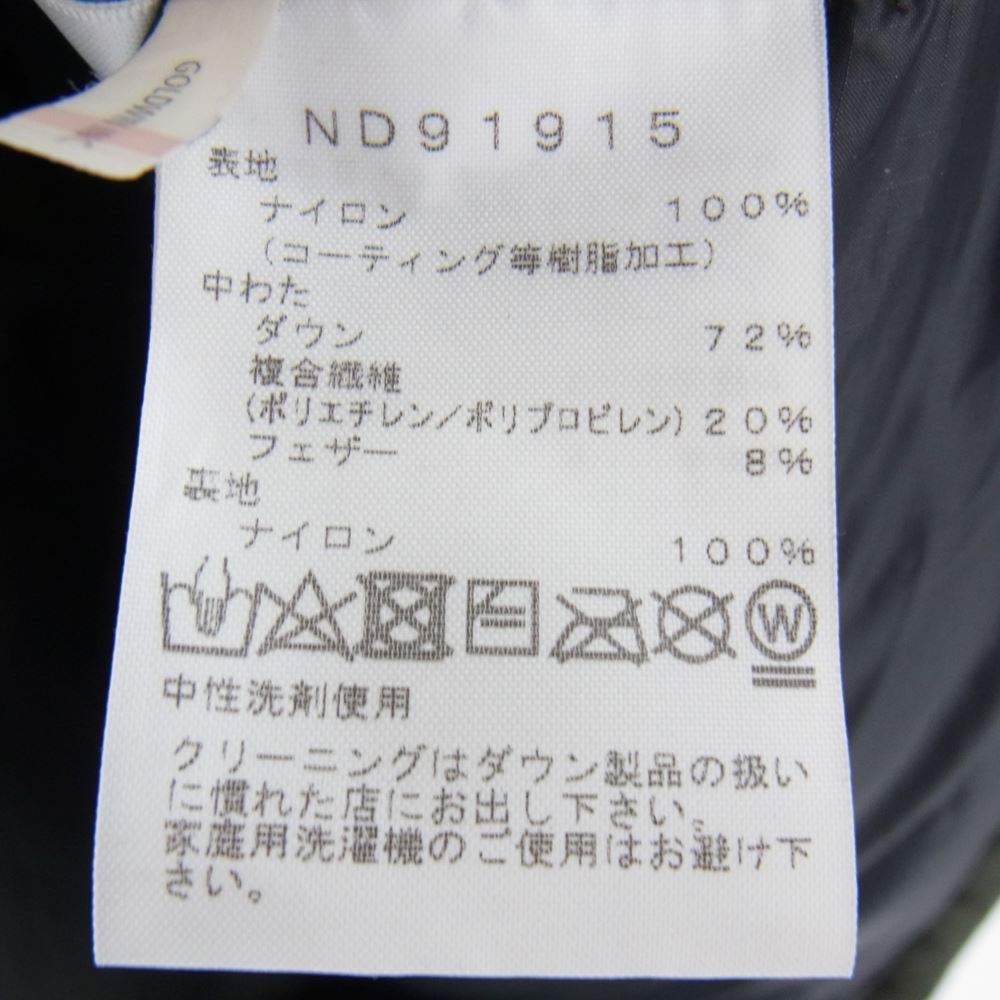 GOLDWIN
ND91915
表地
ナイロン 100%
(コーティング等樹脂加工)
中わた
ダウン 72%
複合繊維
(ポリエチレン/ポリプロピレン) 20%
フェザー 8%
裏地
ナイロン 100%
W
中性洗剤使用
クリーニングはダウン製品の扱い
に慣れた店にお出し下さい。
家庭用洗濯機のご使用はお避け下
さい。